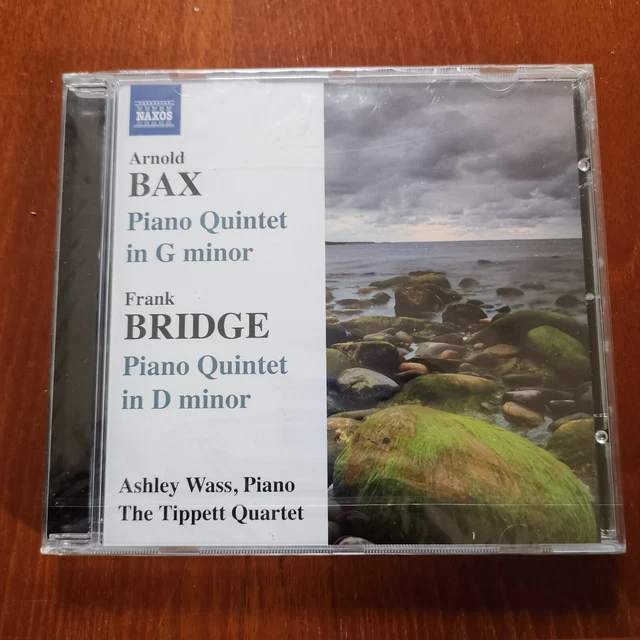 NAXOS
Arnold
BAX
Piano Quintet
in G minor
Frank
BRIDGE
Piano Quintet
in D minor
Ashley Wass, Piano
The Tippett Quartet